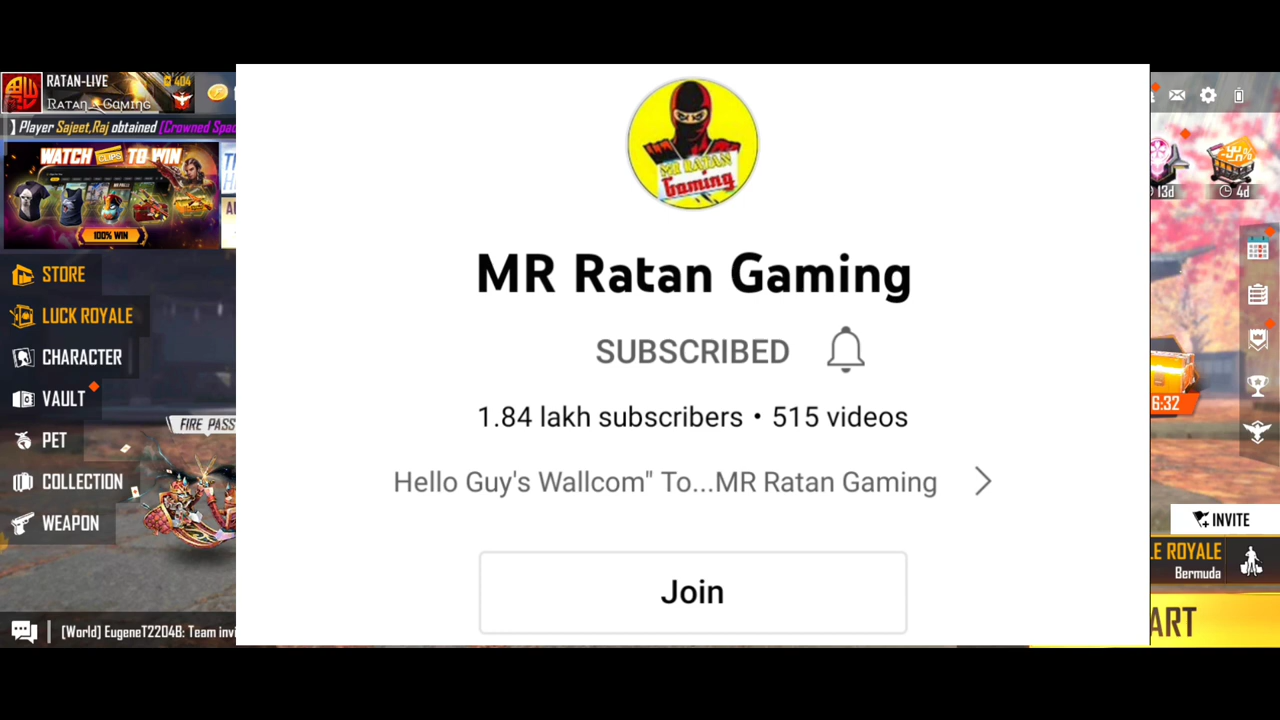 RATAN-LIVE
404
Ratan Gaming
] Player Sajeet,Raj obtained [Crowned Spac
WATCH CLIPS TO WIN
100% WIN
STORE
LUCK ROYALE
CHARACTER
VAULT
PET
COLLECTION
WEAPON
FIRE PASS
[World] EugeneT2204B: Team invi
MR RATAN
Gaming
MR Ratan Gaming
SUBSCRIBED
1.84 lakh subscribers • 515 videos
Hello Guy's Wallcom" To...MR Ratan Gaming
Join
13d
4d
6:32
INVITE
LE ROYALE
Bermuda
ART